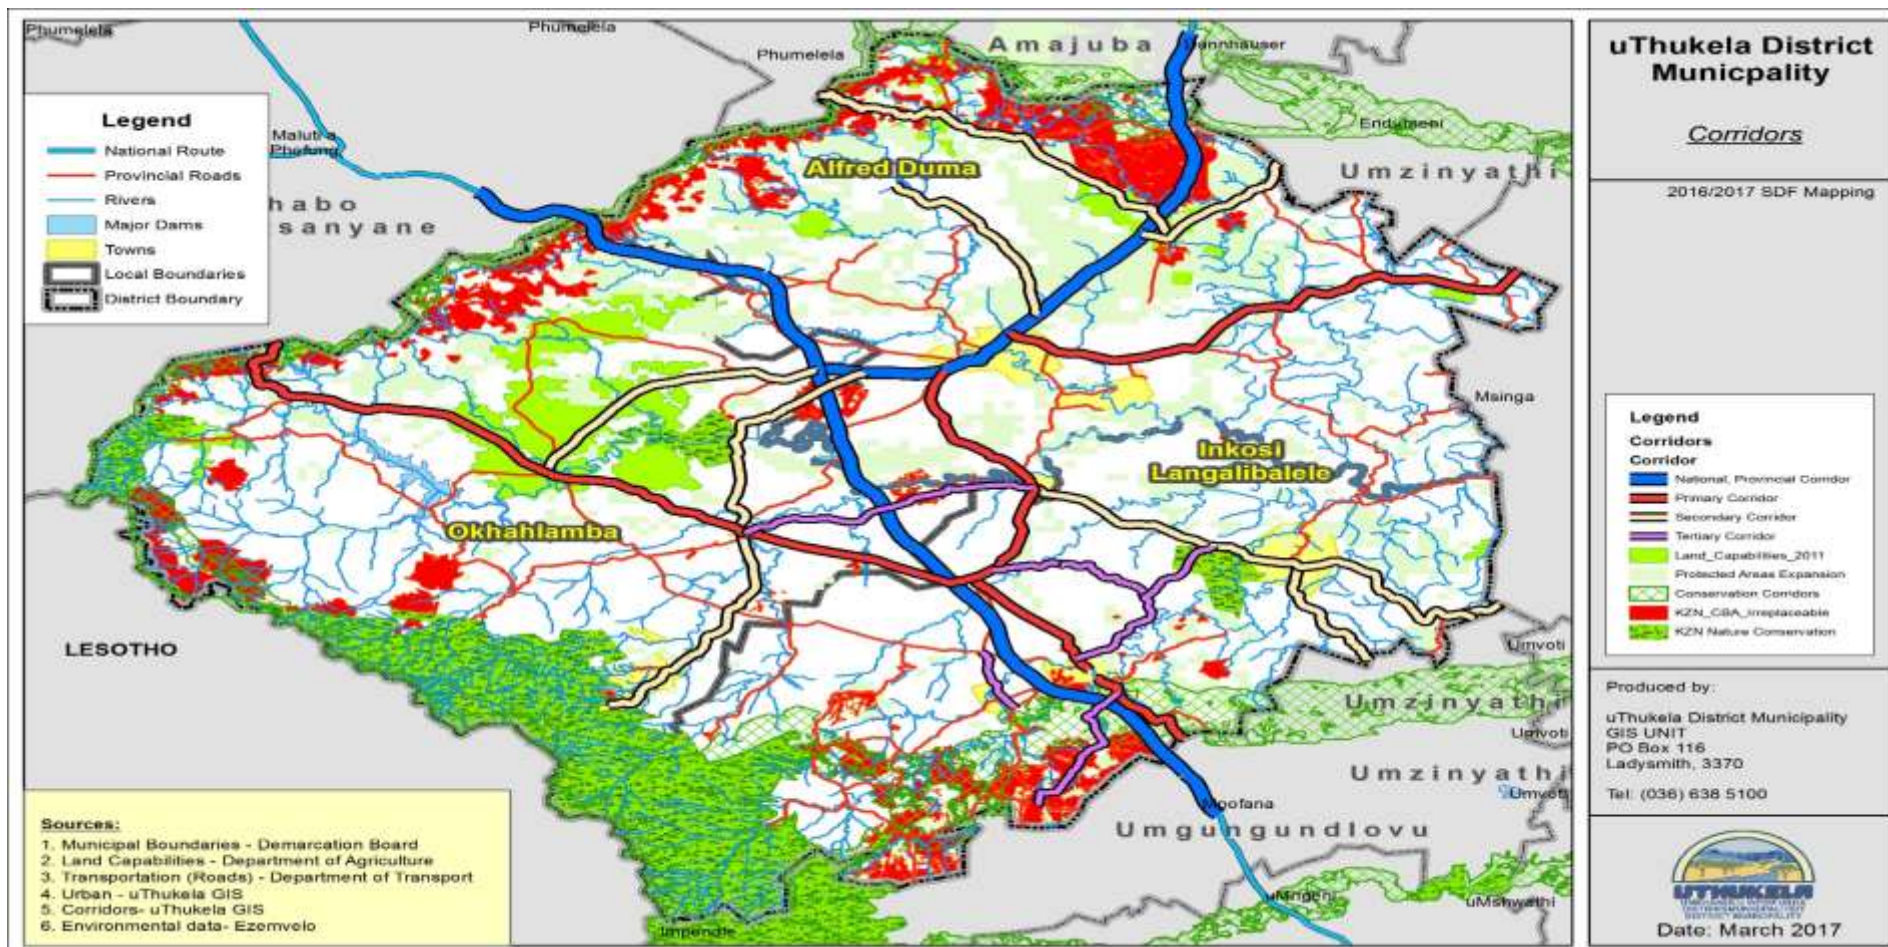 Phumelela
Phumelela
Phumelela
Amajuba
Dannhauser
Endumeni
Umzinyathi
Legend
National Route
Provincial Roads
Rivers
Major Dams
Towns
Local Boundaries
District Boundary
Maluti a
Phofung
habo
sanyane
Alfred Duma
Msinga
Inkosi
Langalibalele
Okhahlamba
LESOTHO
Umvoti
Umzinyathi
Umvoti
Umzinyathi
Umvoti
Mpofana
Umgungundlovu
uMngeni
uMshwathi
Impendle
Sources:
1. Municipal Boundaries - Demarcation Board
2. Land Capabilities - Department of Agriculture
3. Transportation (Roads) - Department of Transport
4. Urban - uThukela GIS
5. Corridors- uThukela GIS
6. Environmental data- Ezemvelo
uThukela District
Municpality
Corridors
2016/2017 SDF Mapping
Legend
Corridors
Corridor
National, Provincial Corridor
Primary Corridor
Secondary Corridor
Tertiary Corridor
Land_Capabilities_2011
Protected Areas Expansion
Conservation Corridors
KZN_CBA_Irreplaceable
KZN Nature Conservation
Produced by:
uThukela District Municipality
GIS UNIT
PO Box 116
Ladysmith, 3370
Tel: (036) 638 5100
UTHUKELA
DISTRICT MUNICIPALITY
Date: March 2017